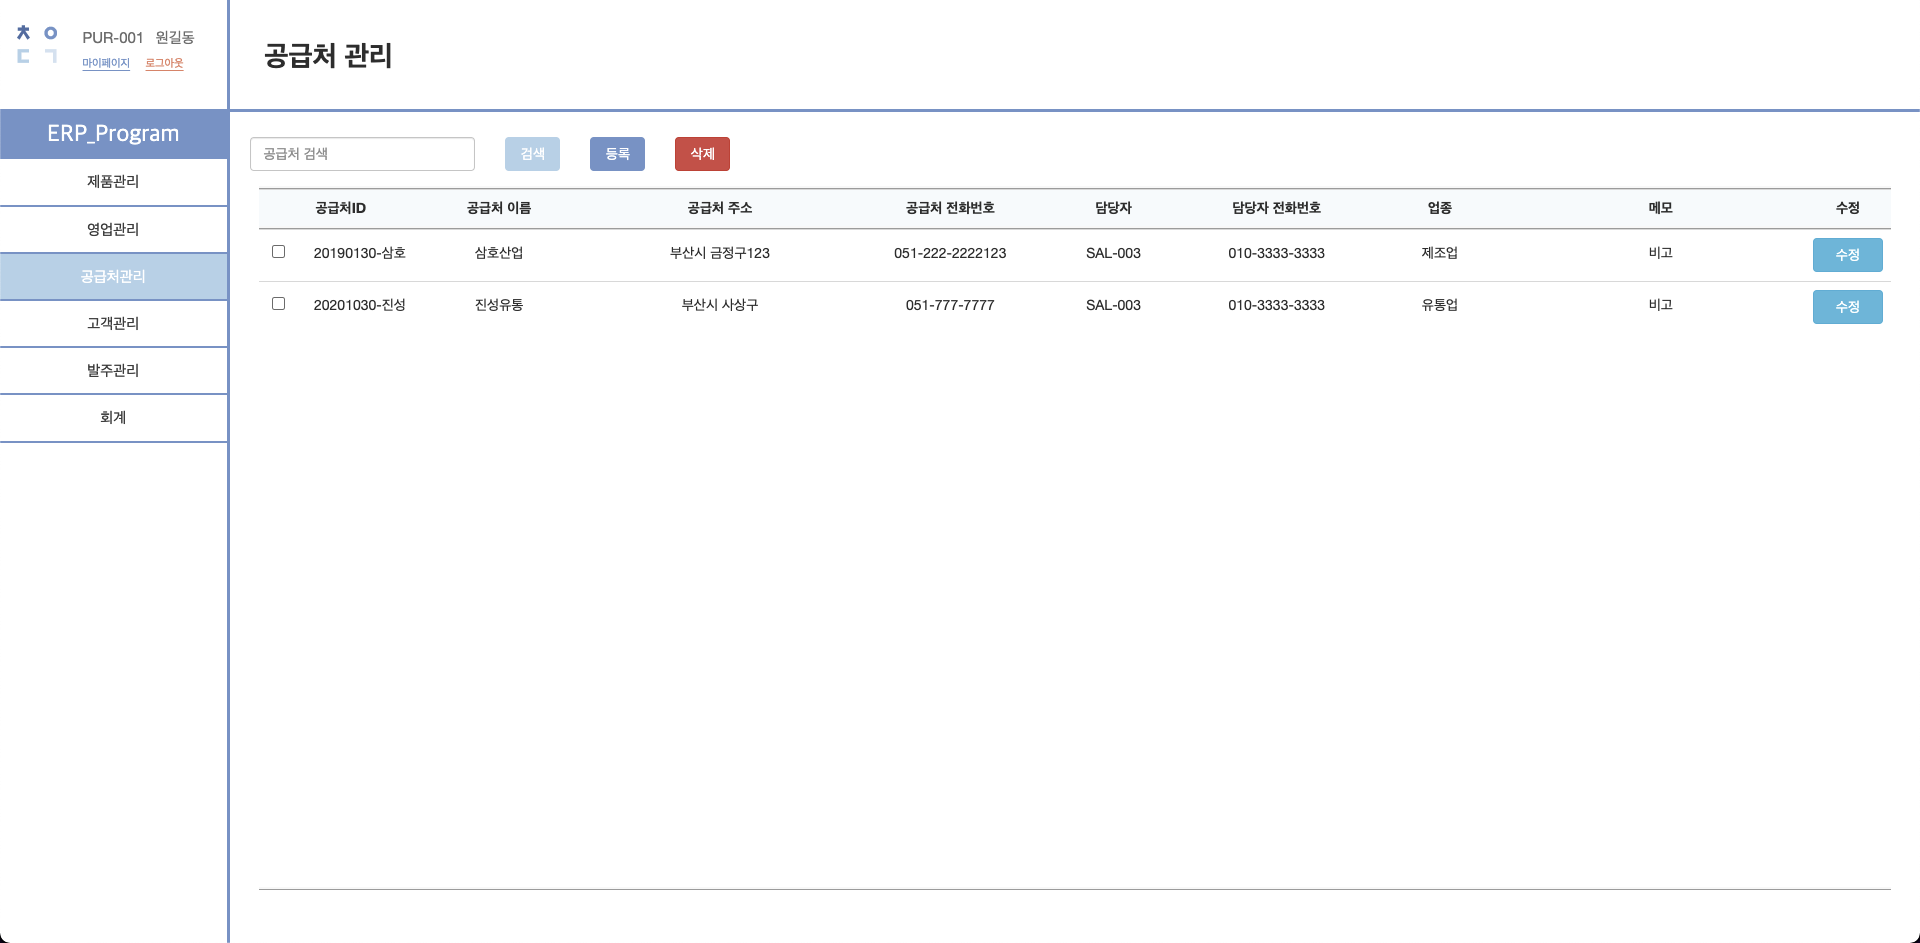 PUR-001 원길동
마이페이지 로그아웃
공급처 관리
ERP_Program
제품관리
영업관리
공급처관리
고객관리
발주관리
회계
공급처 검색 검색 등록 삭제
공급처ID 공급처 이름 공급처 주소 공급처 전화번호 담당자 담당자 전화번호 업종 메모 수정
20190130-삼호 삼호산업 부산시 금정구123 051-222-2222123 SAL-003 010-3333-3333 제조업 비고 수정
20201030-진성 진성유통 부산시 사상구 051-777-7777 SAL-003 010-3333-3333 유통업 비고 수정